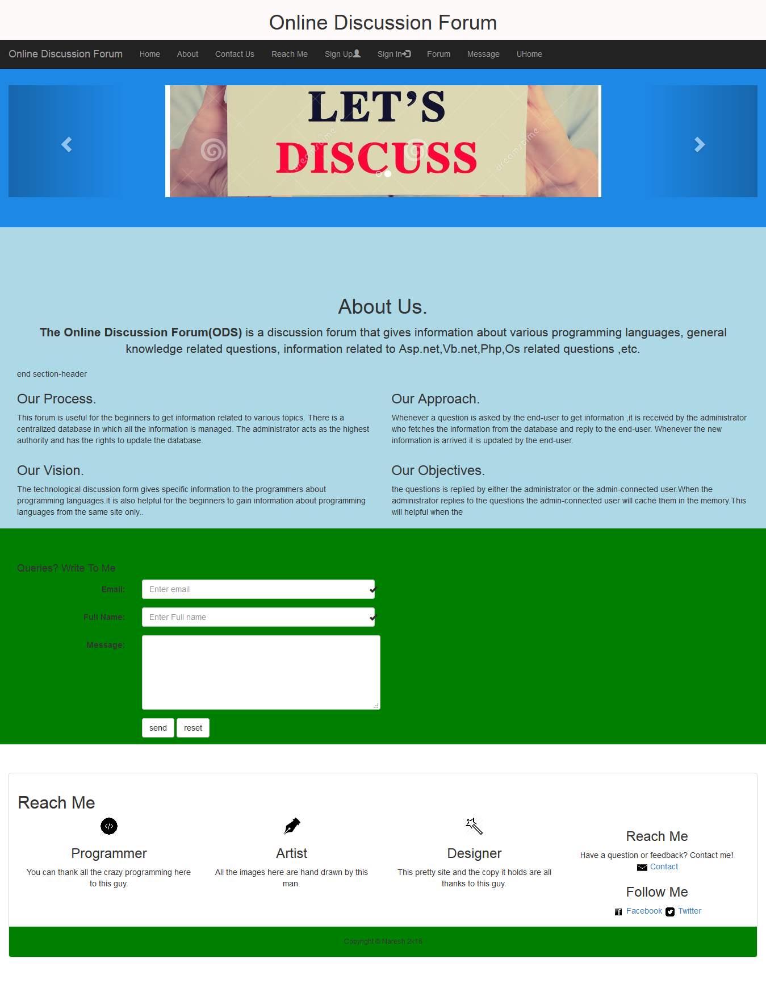 Online Discussion Forum
Online Discussion Forum Home About Contact Us Reach Me Sign Up Sign In Forum Message UHome
LET'S
DISCUSS
dreamstime
dreamstime
About Us.
The Online Discussion Forum(ODS) is a discussion forum that gives information about various programming languages, general
knowledge related questions, information related to Asp.net,Vb.net,Php,Os related questions ,etc.
end section-header
Our Process.
This forum is useful for the beginners to get information related to various topics. There is a
centralized database in which all the information is managed. The administrator acts as the highest
authority and has the rights to update the database.
Our Approach.
Whenever a question is asked by the end-user to get information ,it is received by the administrator
who fetches the information from the database and reply to the end-user. Whenever the new
information is arrived it is updated by the end-user.
Our Vision.
The technological discussion form gives specific information to the programmers about
programming languages.It is also helpful for the beginners to gain information about programming
languages from the same site only..
Our Objectives.
the questions is replied by either the administrator or the admin-connected user.When the
administrator replies to the questions the admin-connected user will cache them in the memory.This
will helpful when the
Queries? Write To Me
Email: Enter email
Full Name: Enter Full name
Message:
send reset
Reach Me
Programmer
You can thank all the crazy programming here
to this guy.
Artist
All the images here are hand drawn by this
man.
Designer
This pretty site and the copy it holds are all
thanks to this guy.
Reach Me
Have a question or feedback? Contact me!
Contact
Follow Me
Facebook Twitter
Copyright © Naresh 2k16